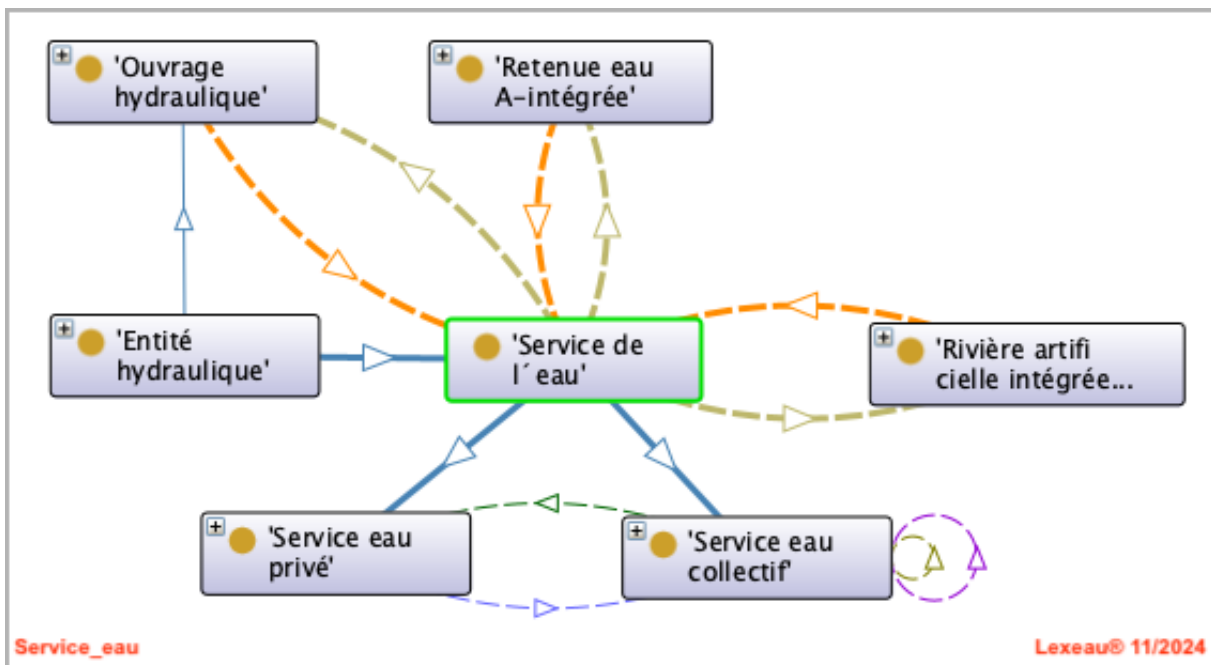 'Ouvrage
hydraulique'
'Retenue eau
A-intégrée'
'Entité
hydraulique'
'Service de
l´eau'
'Rivière artifi
cielle intégrée...
'Service eau
privé'
'Service eau
collectif'
Service_eau
Lexeau® 11/2024